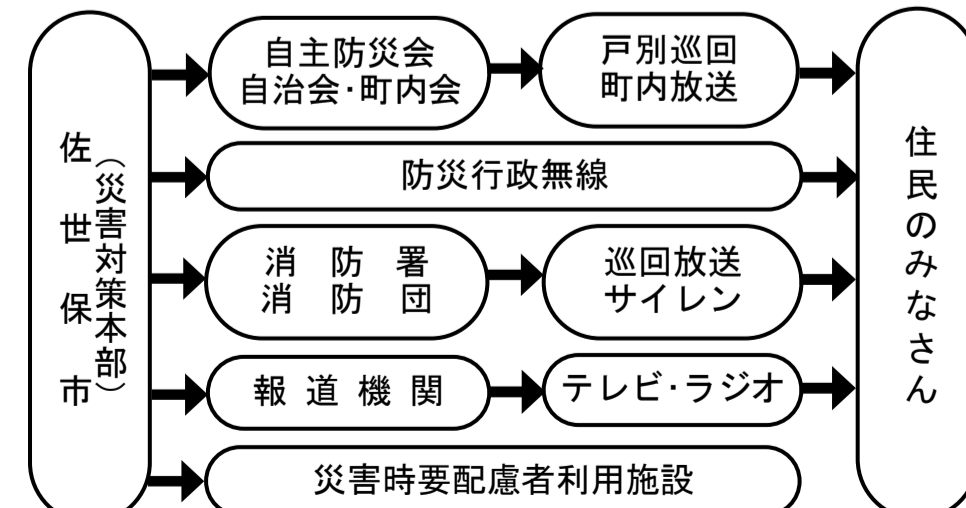 佐世保市
（災害対策本部）
自主防災会
自治会・町内会
戸別巡回
町内放送
防災行政無線
消防署
消防団
巡回放送
サイレン
報道機関
テレビ・ラジオ
災害時要配慮者利用施設
住民のみなさん